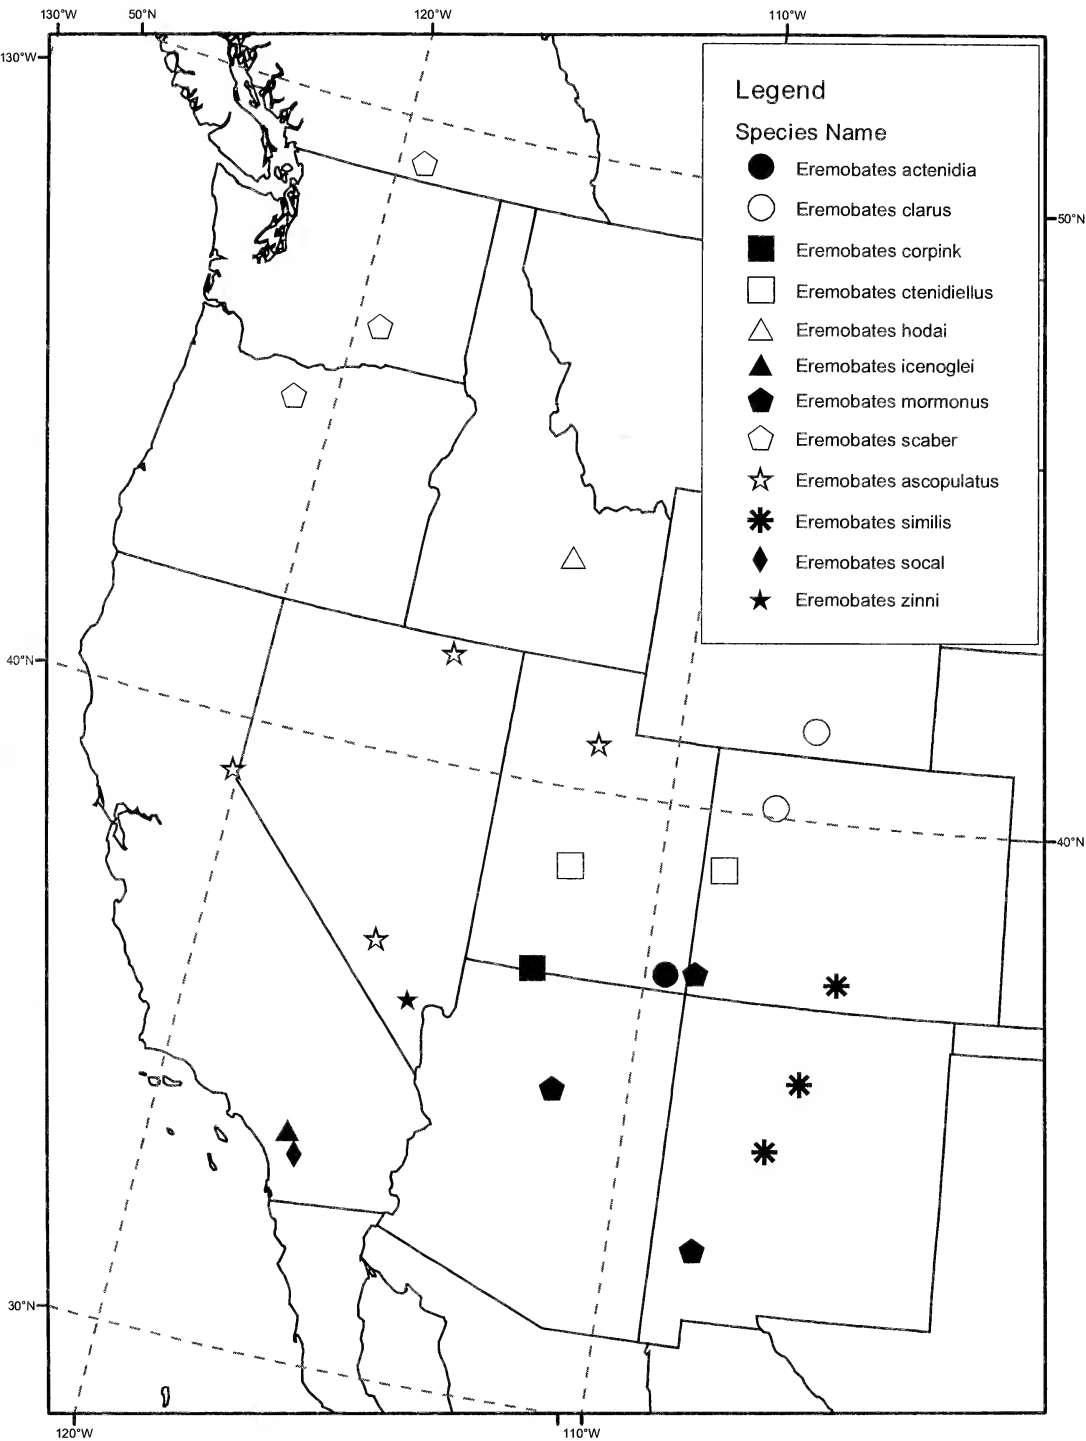 130°W 50°N 120°W 110°W
130°W
Legend
Species Name
Eremobates actenidia
Eremobates clarus
50°N
Eremobates corpink
Eremobates ctenidiellus
Eremobates hodai
Eremobates icenoglei
Eremobates mormonus
Eremobates scaber
Eremobates ascopulatus
Eremobates similis
Eremobates socal
Eremobates zinni
40°N
40°N
30°N
120°W 110°W